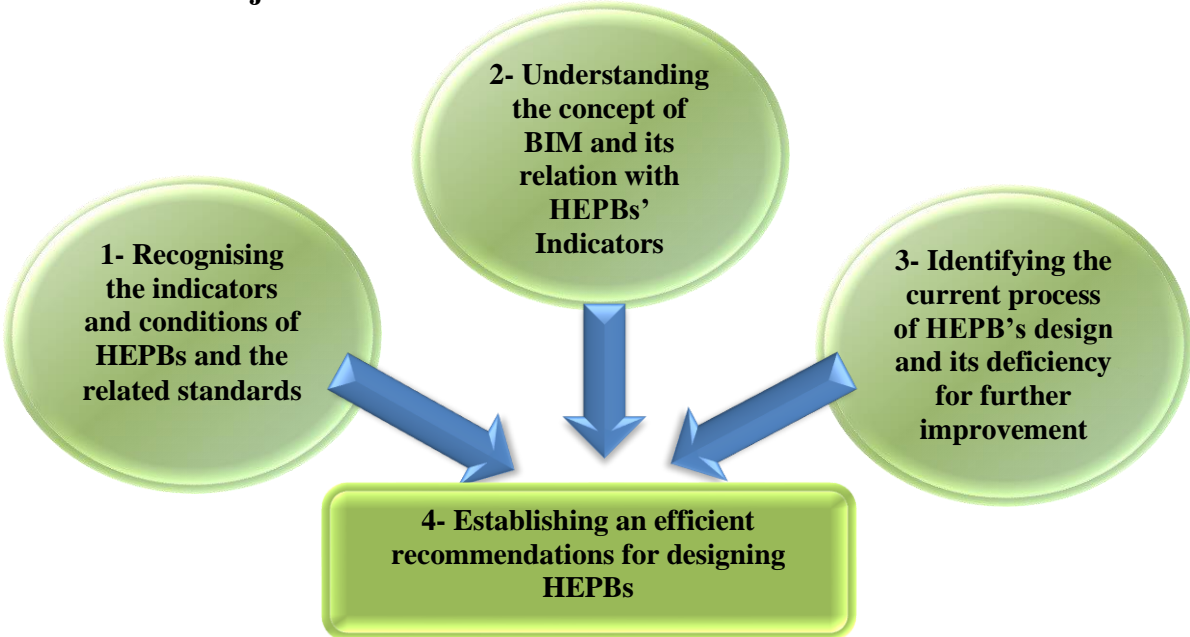 1- Recognising
the indicators
and conditions of
HEPBs and the
related standards
2- Understanding
the concept of
BIM and its
relation with
HEPBs’
Indicators
3- Identifying the
current process
of HEPB’s design
and its deficiency
for further
improvement
4- Establishing an efficient
recommendations for designing
HEPBs